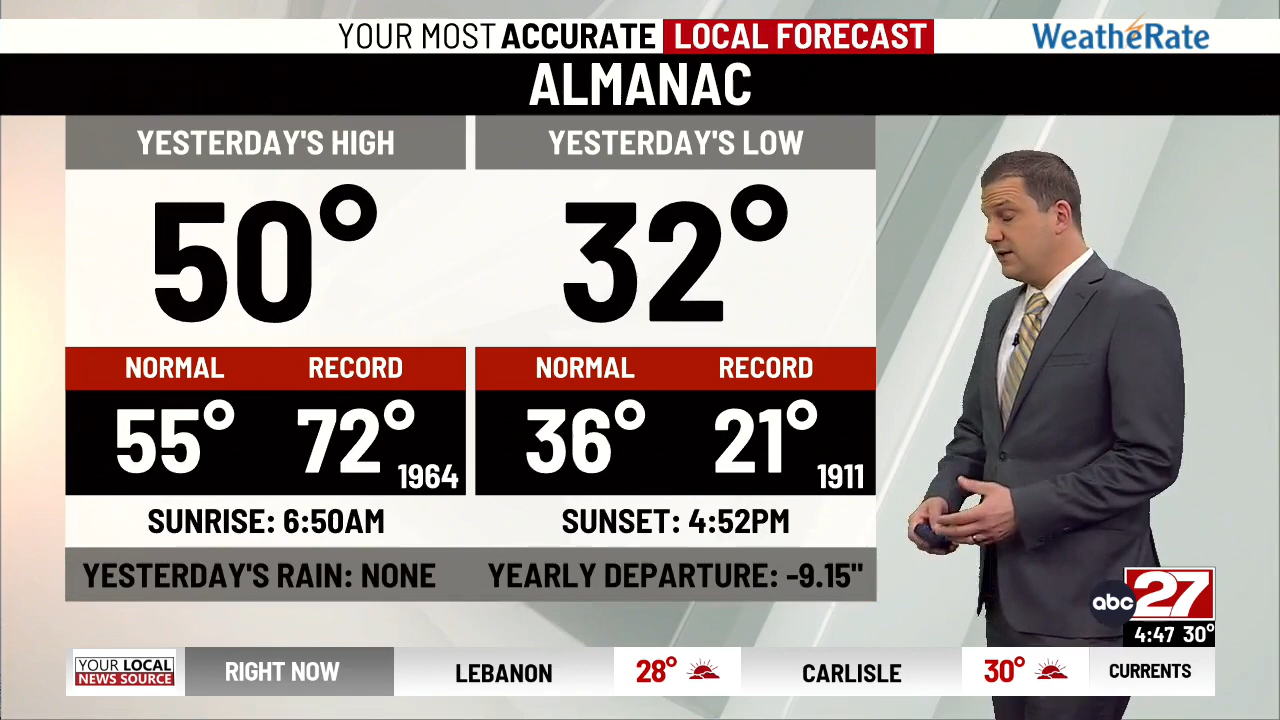 YOUR MOST ACCURATE LOCAL FORECAST
WeatheRate
ALMANAC
YESTERDAY'S HIGH
YESTERDAY'S LOW
50°
32°
NORMAL RECORD
NORMAL RECORD
55° 72° 1964
36° 21° 1911
SUNRISE: 6:50AM
SUNSET: 4:52PM
YESTERDAY'S RAIN: NONE
YEARLY DEPARTURE: -9.15"
abc 27
4:47 30°
YOUR LOCAL
NEWS SOURCE
RIGHT NOW
LEBANON 28°
CARLISLE 30°
CURRENTS